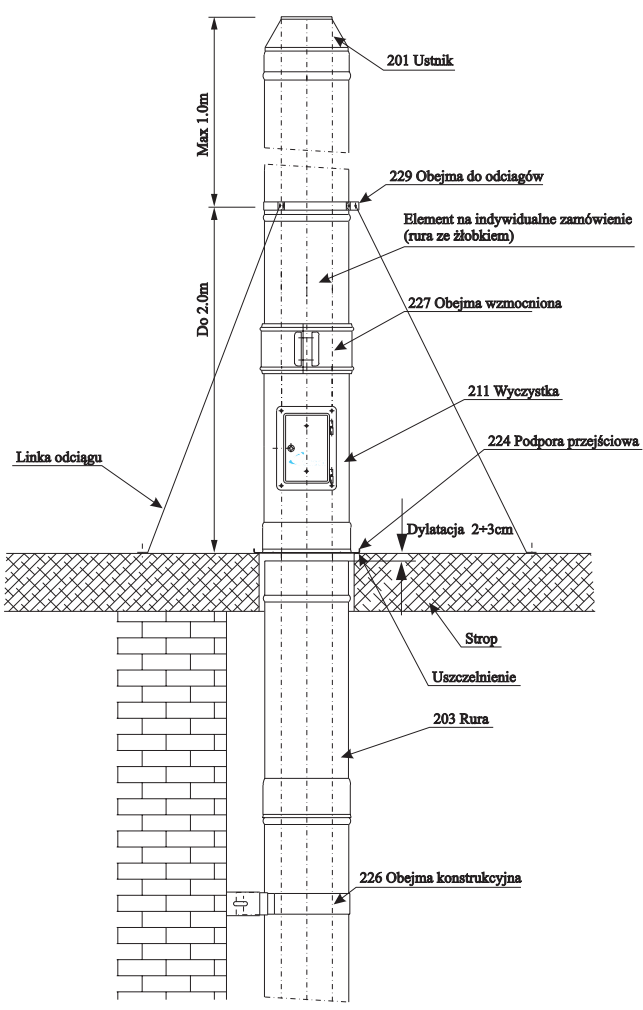 201 Ustnik
Max 1.0m
229 Obejma do odciagów
Element na indywidualne zamówienie
(rura ze żłobkiem)
Do 2.0m
227 Obejma wzmocniona
211 Wyczystka
224 Podpora przejściowa
Linka odciągu
Dylatacja 2÷3cm
Strop
Uszczelnienie
203 Rura
226 Obejma konstrukcyjna